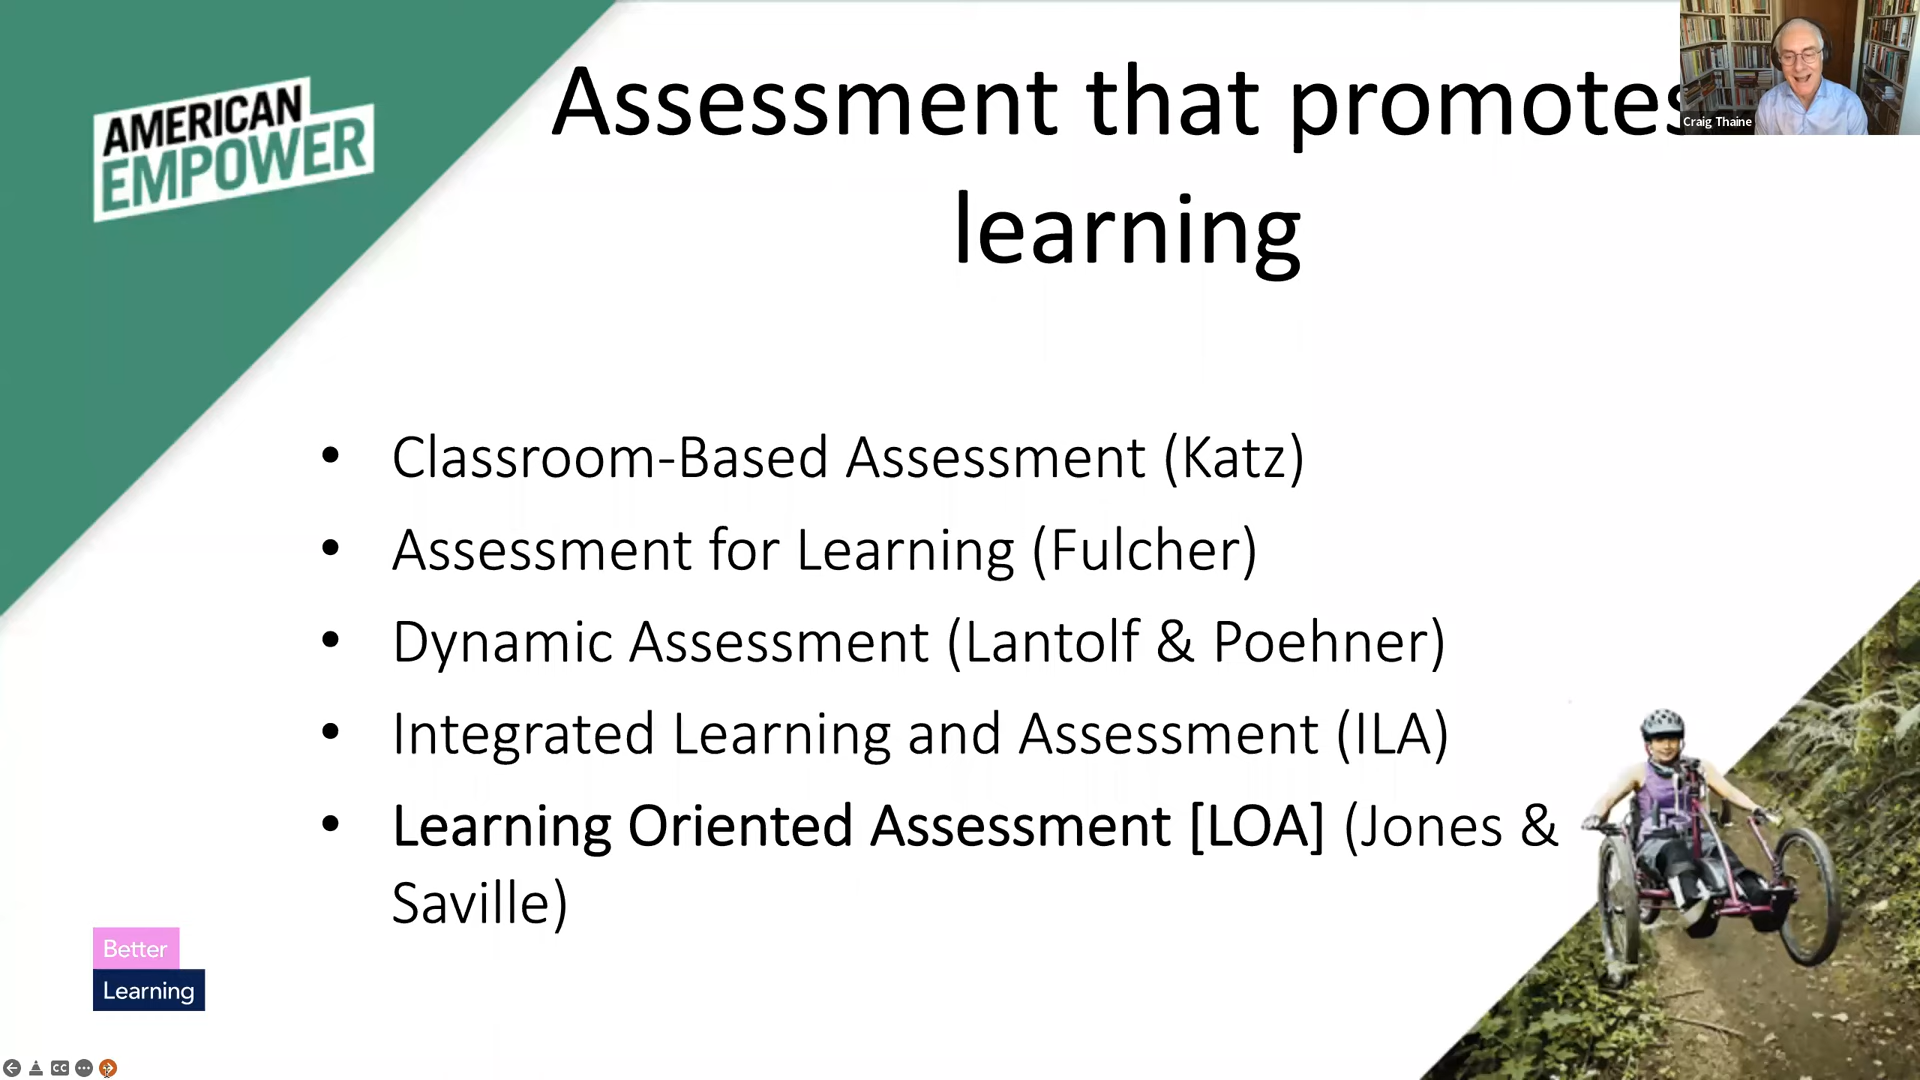 AMERICAN
EMPOWER
Assessment that promotes
learning
Craig Thaine
• Classroom-Based Assessment (Katz)
• Assessment for Learning (Fulcher)
• Dynamic Assessment (Lantolf & Poehner)
• Integrated Learning and Assessment (ILA)
• Learning Oriented Assessment [LOA] (Jones &
Saville)
Better
Learning
CC